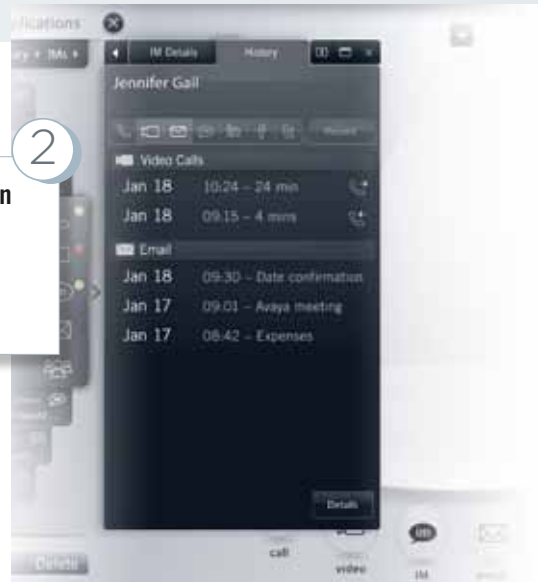 plications
IM Details History
Jennifer Gail
2
n
Video Calls
Jan 18 10:24 – 24 min
Jan 18 09.15 – 4 mins
Email
Jan 18 09:30 – Date confirmation
Jan 17 09.01 – Avaya meeting
Jan 17 08:42 – Expenses
Details
Delete
call
video
IM